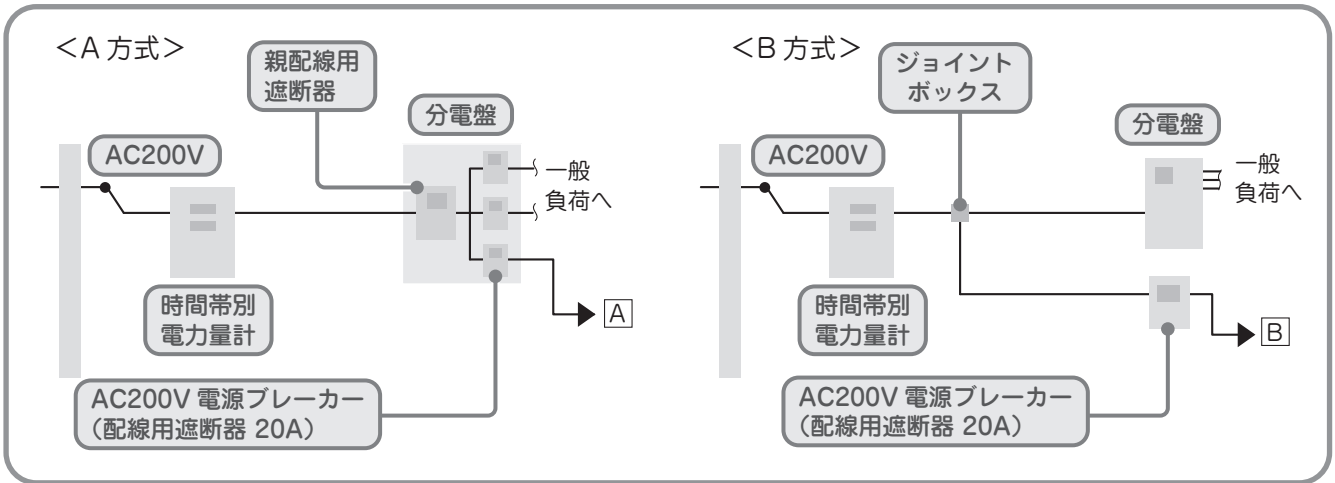 ＜A 方式＞
親配線用
遮断器
分電盤
AC200V
一般
負荷へ
時間帯別
電力量計
A
AC200V 電源ブレーカー
（配線用遮断器 20A）
＜B 方式＞
ジョイント
ボックス
分電盤
AC200V
一般
負荷へ
時間帯別
電力量計
B
AC200V 電源ブレーカー
（配線用遮断器 20A）